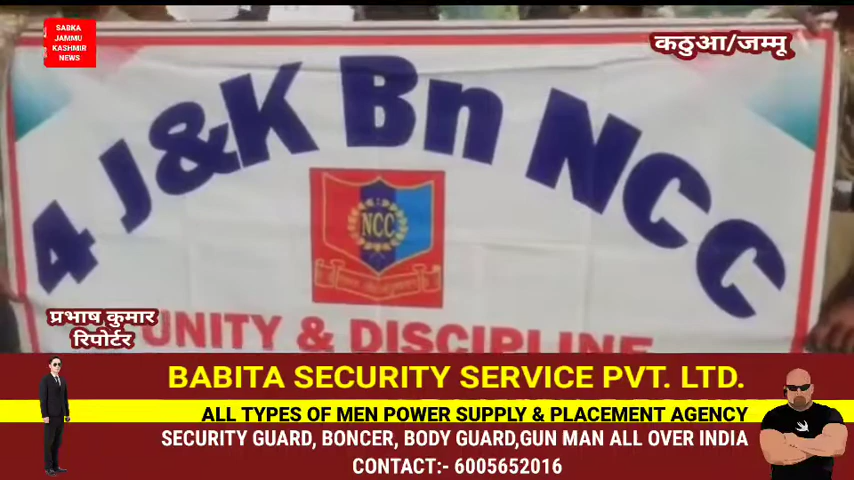 SABKA
JAMMU
KASHMIR
NEWS
कठुआ/जम्मू
4 J&K Bn NCC
NCC
UNITY & DISCIPLINE
प्रभाष कुमार
रिपोर्टर
BABITA SECURITY SERVICE PVT. LTD.
ALL TYPES OF MEN POWER SUPPLY & PLACEMENT AGENCY
SECURITY GUARD, BONCER, BODY GUARD,GUN MAN ALL OVER INDIA
CONTACT:- 6005652016